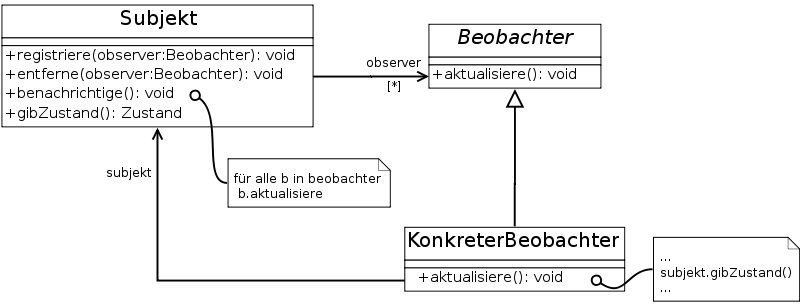 Subjekt
+registriere(observer:Beobachter): void
+entferne(observer:Beobachter): void
+benachrichtige(): void
+gibZustand(): Zustand
observer
[*]
Beobachter
+aktualisiere(): void
subjekt
für alle b in beobachter
b.aktualisiere
KonkreterBeobachter
+aktualisiere(): void
...
subjekt.gibZustand()
...